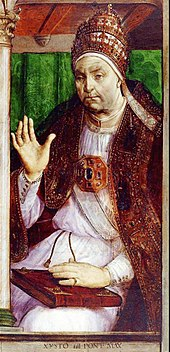 XYSTO · IIII · PONT · MAX ·